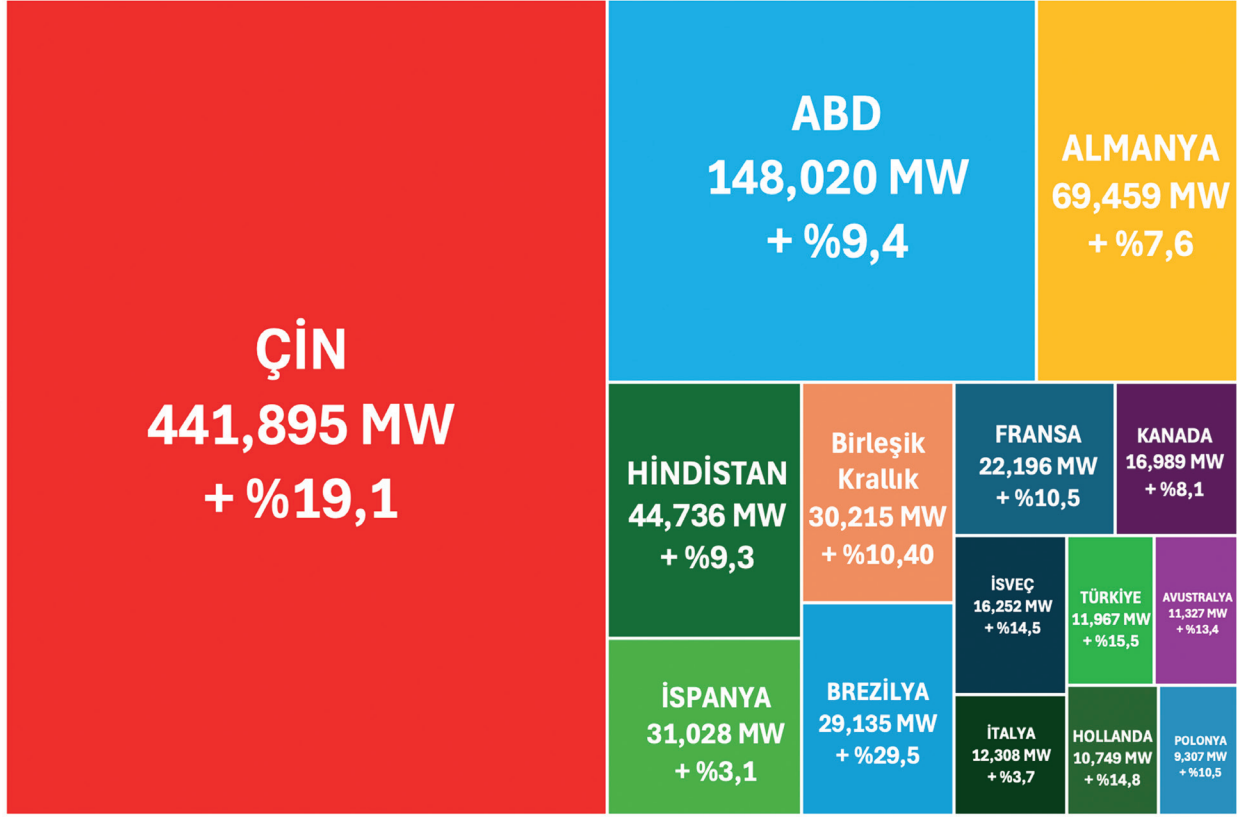 ÇİN
441,895 MW
+ %19,1
ABD
148,020 MW
+ %9,4
ALMANYA
69,459 MW
+ %7,6
HİNDİSTAN
44,736 MW
+ %9,3
Birleşik
Krallık
30,215 MW
+ %10,40
FRANSA
22,196 MW
+ %10,5
KANADA
16,989 MW
+ %8,1
İSPANYA
31,028 MW
+ %3,1
BREZİLYA
29,135 MW
+ %29,5
İSVEÇ
16,252 MW
+ %14,5
TÜRKİYE
11,967 MW
+ %15,5
AVUSTRALYA
11,327 MW
+ %13,4
İTALYA
12,308 MW
+ %3,7
HOLLANDA
10,749 MW
+ %14,8
POLONYA
9,307 MW
+ %10,5